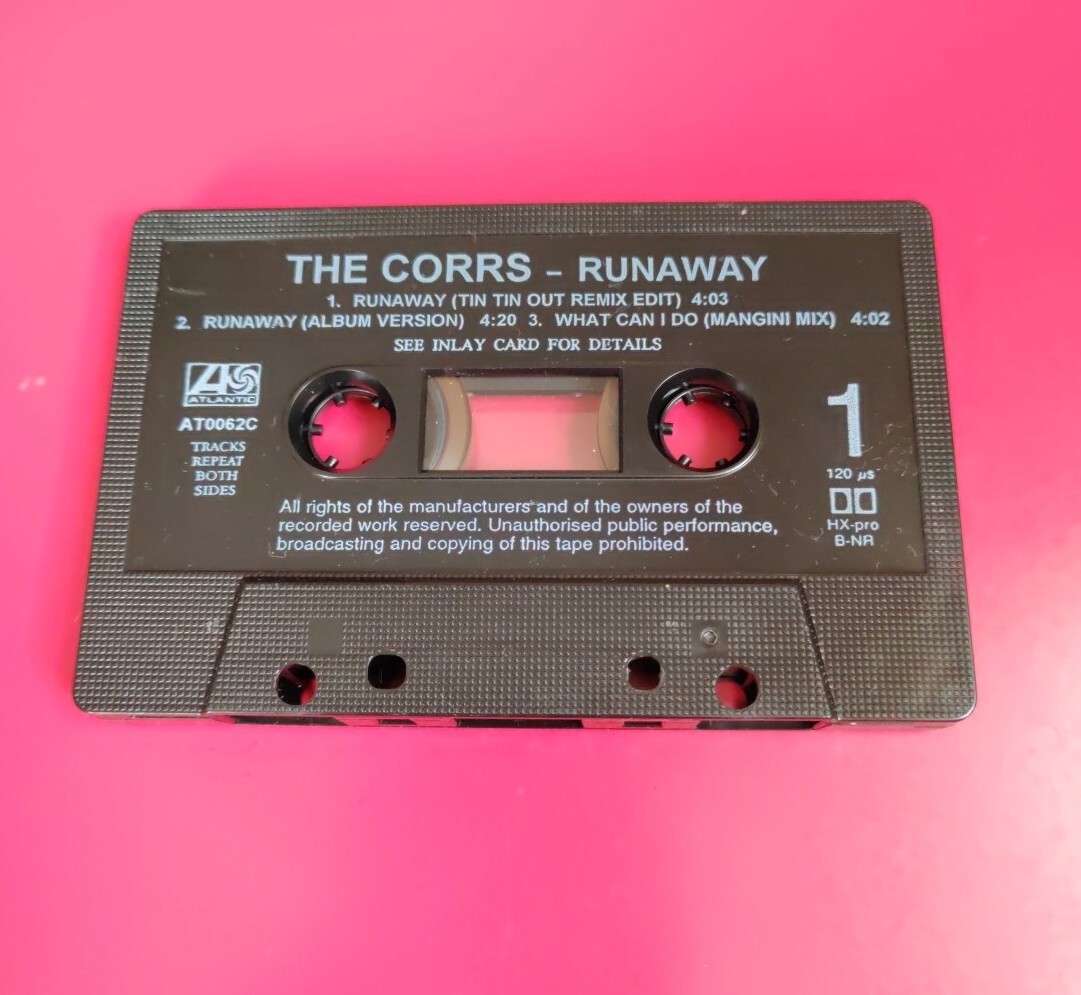 THE CORRS – RUNAWAY
1. RUNAWAY (TIN TIN OUT REMIX EDIT) 4:03
2. RUNAWAY (ALBUM VERSION) 4:20 3. WHAT CAN I DO (MANGINI MIX) 4:02
SEE INLAY CARD FOR DETAILS
ATLANTIC
AT0062C
TRACKS
REPEAT
BOTH
SIDES
1
120 µs
HX-pro
B-NR
All rights of the manufacturers and of the owners of the
recorded work reserved. Unauthorised public performance,
broadcasting and copying of this tape prohibited.